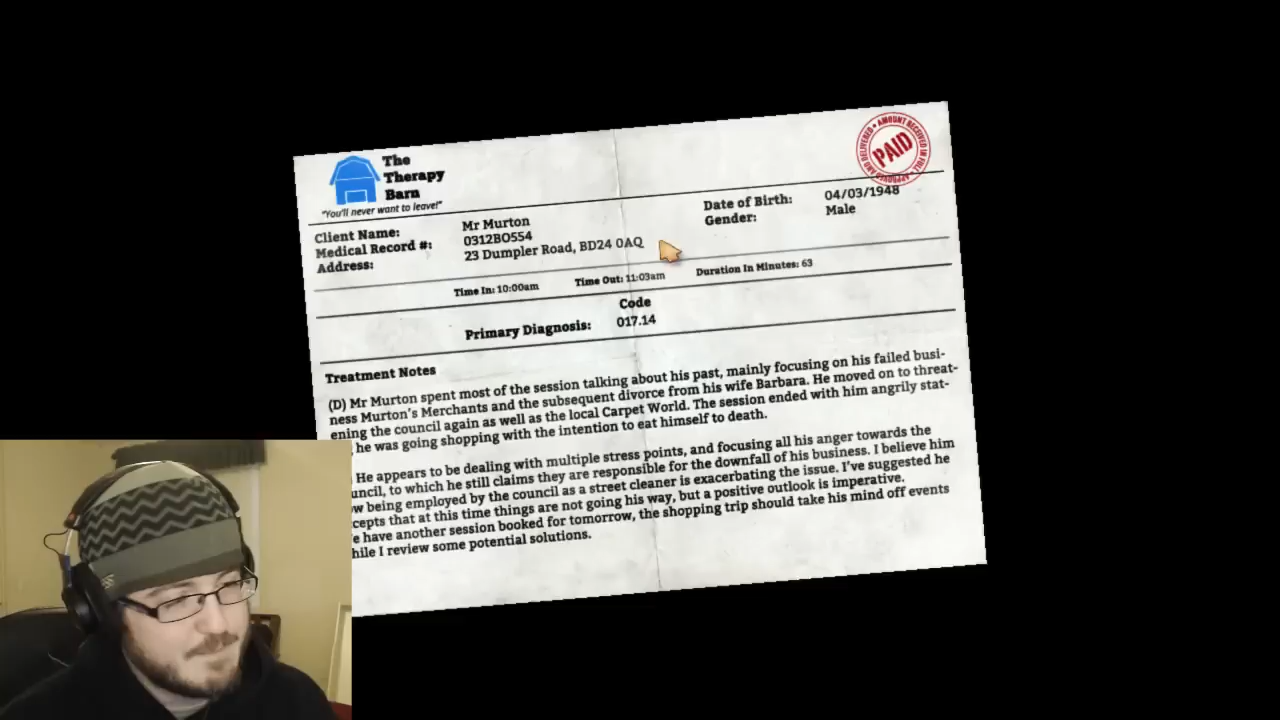 The
Therapy
Barn
"You'll never want to leave!"
AMOUNT RECEIVED IN FULL • APPROVED AND DELIVERED •
PAID
Client Name: Mr Murton
Medical Record #: 0312BO554
Address: 23 Dumpler Road, BD24 0AQ
Date of Birth: 04/03/1948
Gender: Male
Time In: 10:00am Time Out: 11:03am Duration In Minutes: 63
Code
Primary Diagnosis: 017.14
Treatment Notes
(D) Mr Murton spent most of the session talking about his past, mainly focusing on his failed busi-
ness Murton's Merchants and the subsequent divorce from his wife Barbara. He moved on to threat-
ening the council again as well as the local Carpet World. The session ended with him angrily stat-
he was going shopping with the intention to eat himself to death.
He appears to be dealing with multiple stress points, and focusing all his anger towards the
uncil, to which he still claims they are responsible for the downfall of his business. I believe him
w being employed by the council as a street cleaner is exacerbating the issue. I've suggested he
cepts that at this time things are not going his way, but a positive outlook is imperative.
e have another session booked for tomorrow, the shopping trip should take his mind off events
hile I review some potential solutions.